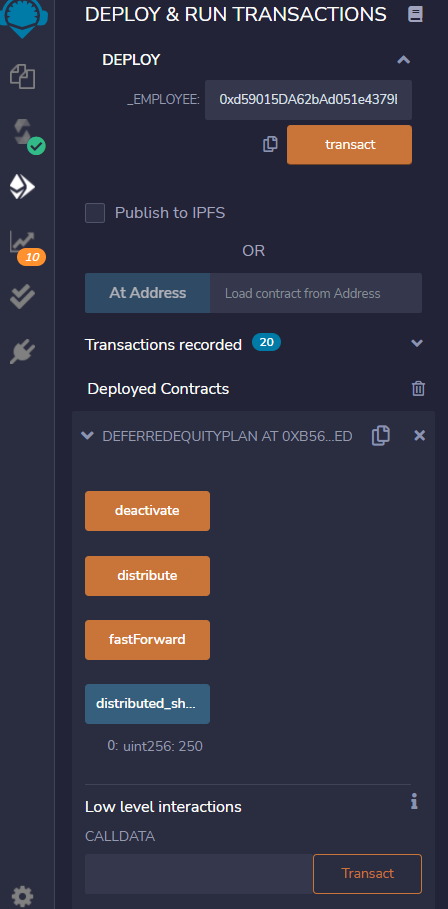 DEPLOY & RUN TRANSACTIONS
DEPLOY
_EMPLOYEE: 0xd59015DA62bAd051e4379
transact
Publish to IPFS
OR
At Address Load contract from Address
10
Transactions recorded 20
Deployed Contracts
DEFERREDEQUITYPLAN AT 0XB56...ED
deactivate
distribute
fastForward
distributed_sh...
0: uint256: 250
Low level interactions
CALLDATA
Transact